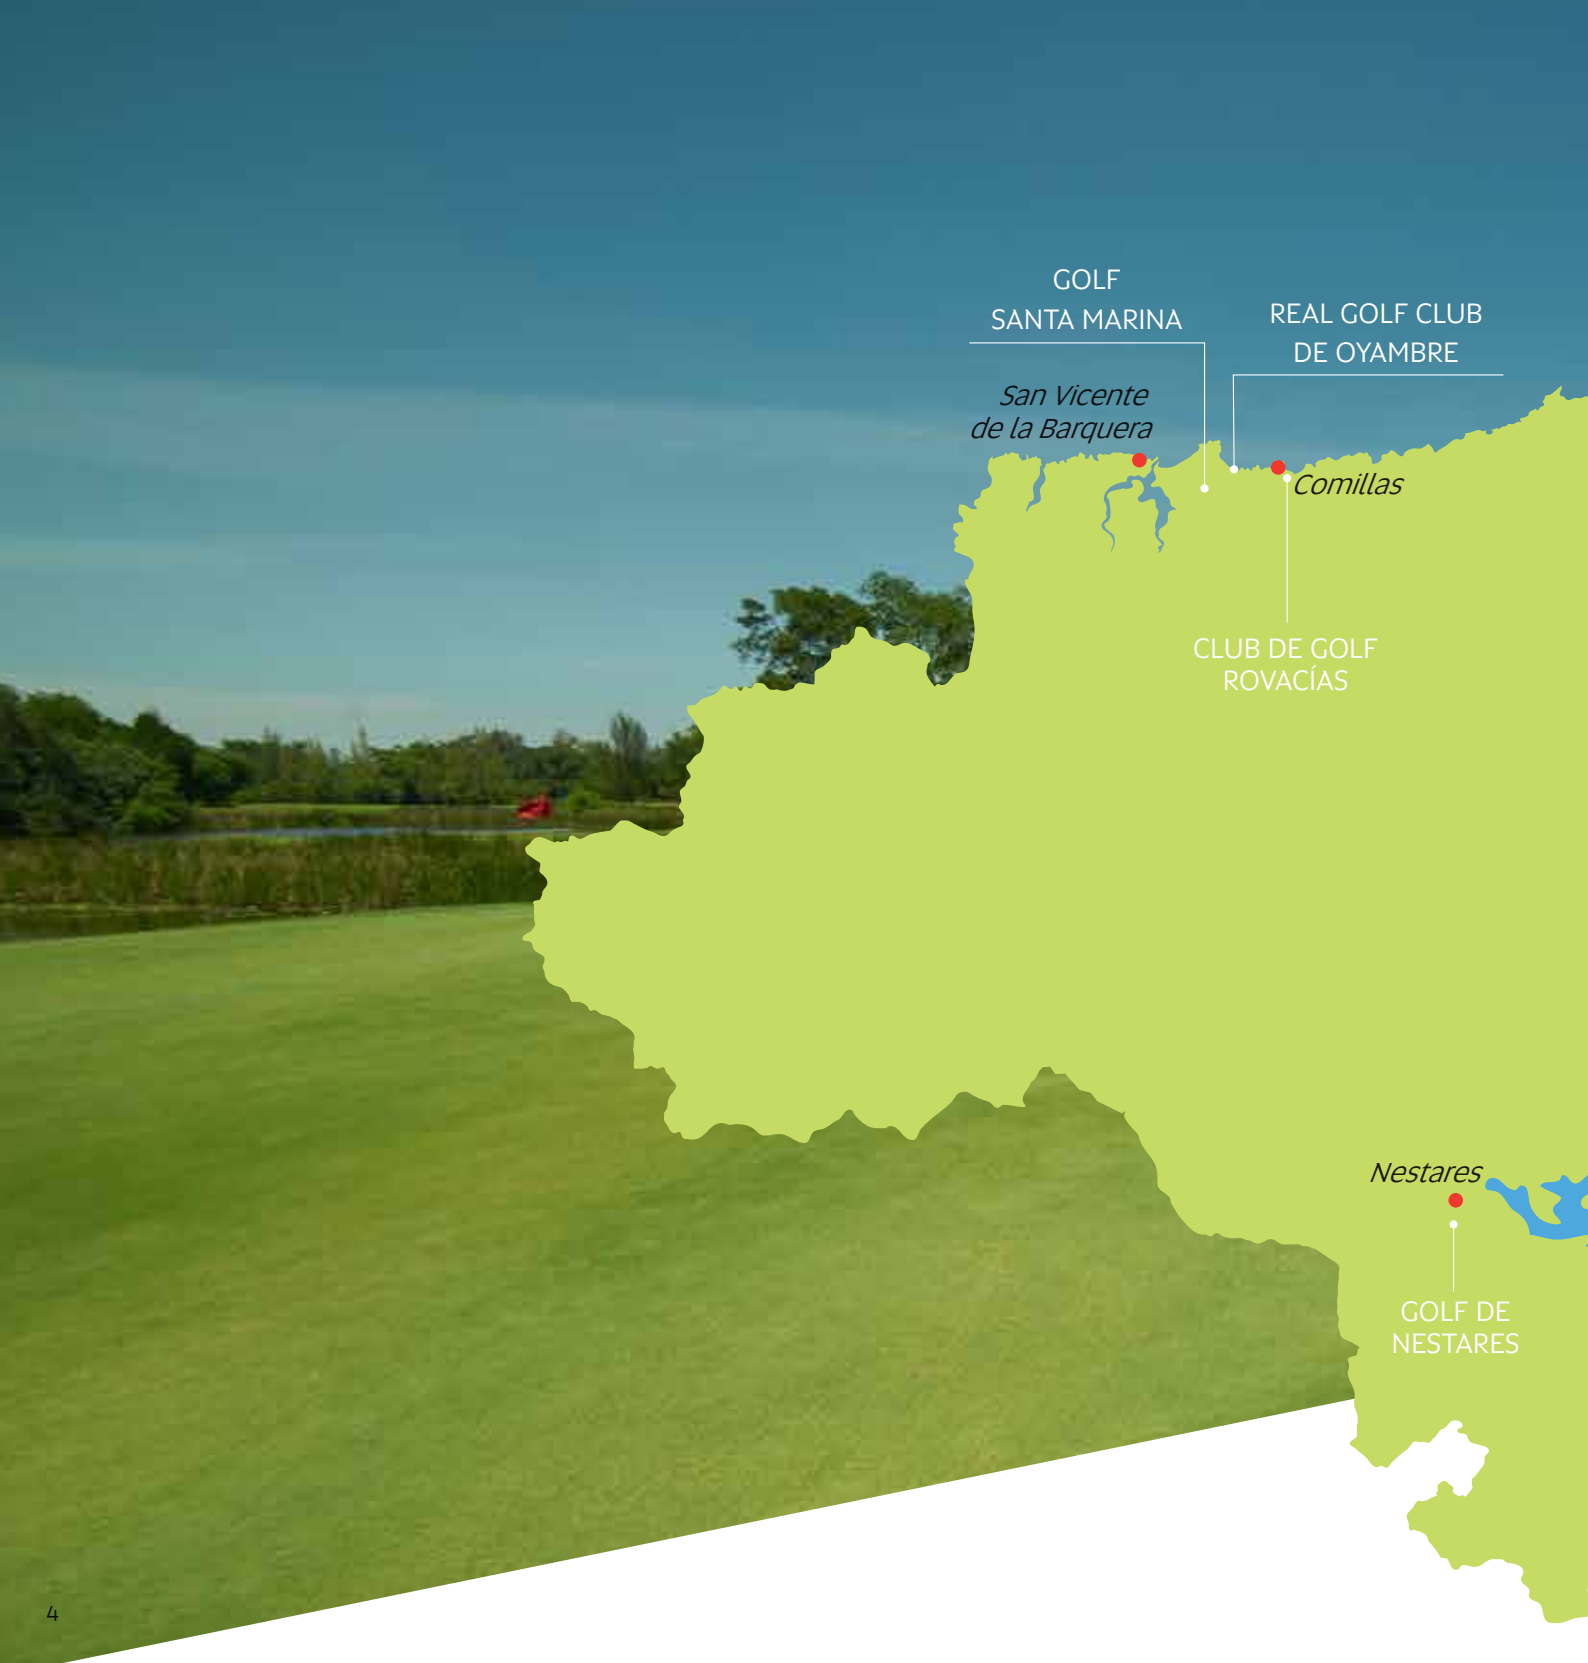 GOLF
SANTA MARINA
REAL GOLF CLUB
DE OYAMBRE
San Vicente
de la Barquera
Comillas
CLUB DE GOLF
ROVACÍAS
Nestares
GOLF DE
NESTARES
4